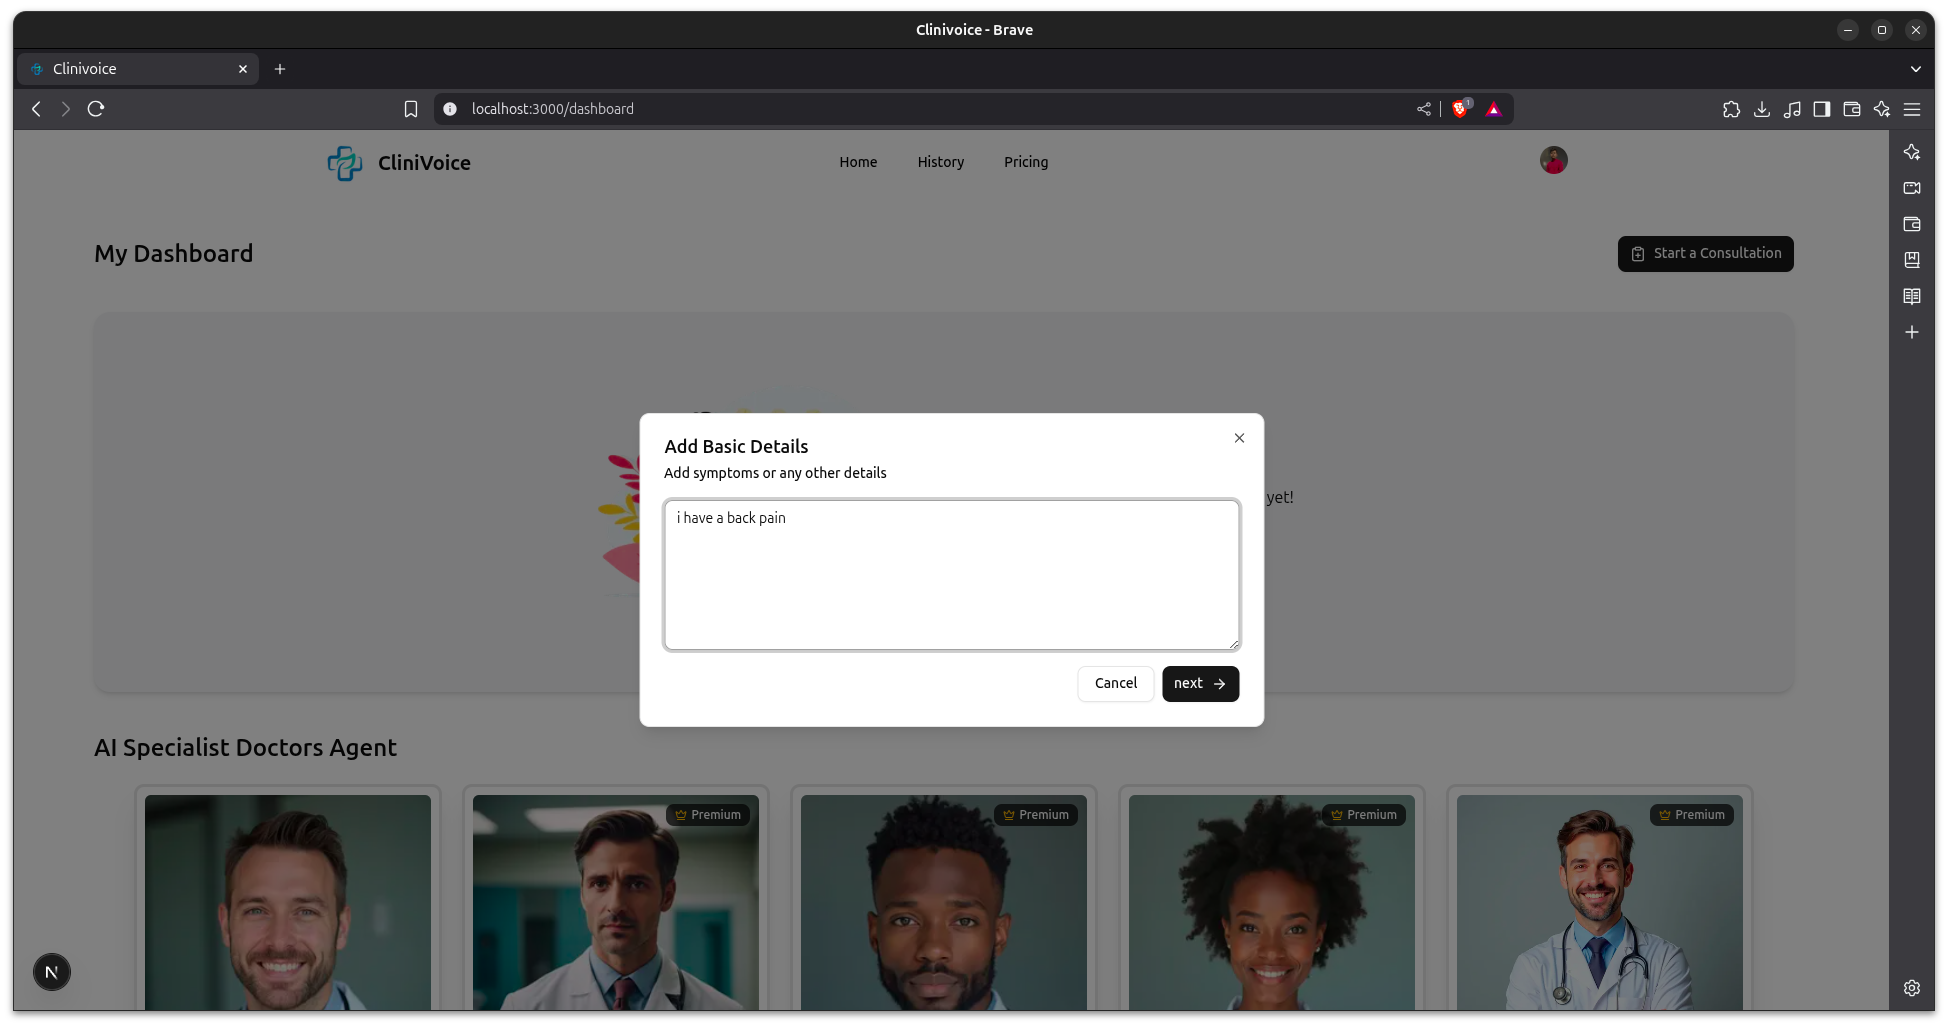 Clinivoice - Brave
Clinivoice
localhost:3000/dashboard
1
CliniVoice
Home
History
Pricing
My Dashboard
Start a Consultation
Add Basic Details
Add symptoms or any other details
i have a back pain
yet!
Cancel
next
AI Specialist Doctors Agent
Premium
Premium
Premium
Premium
N